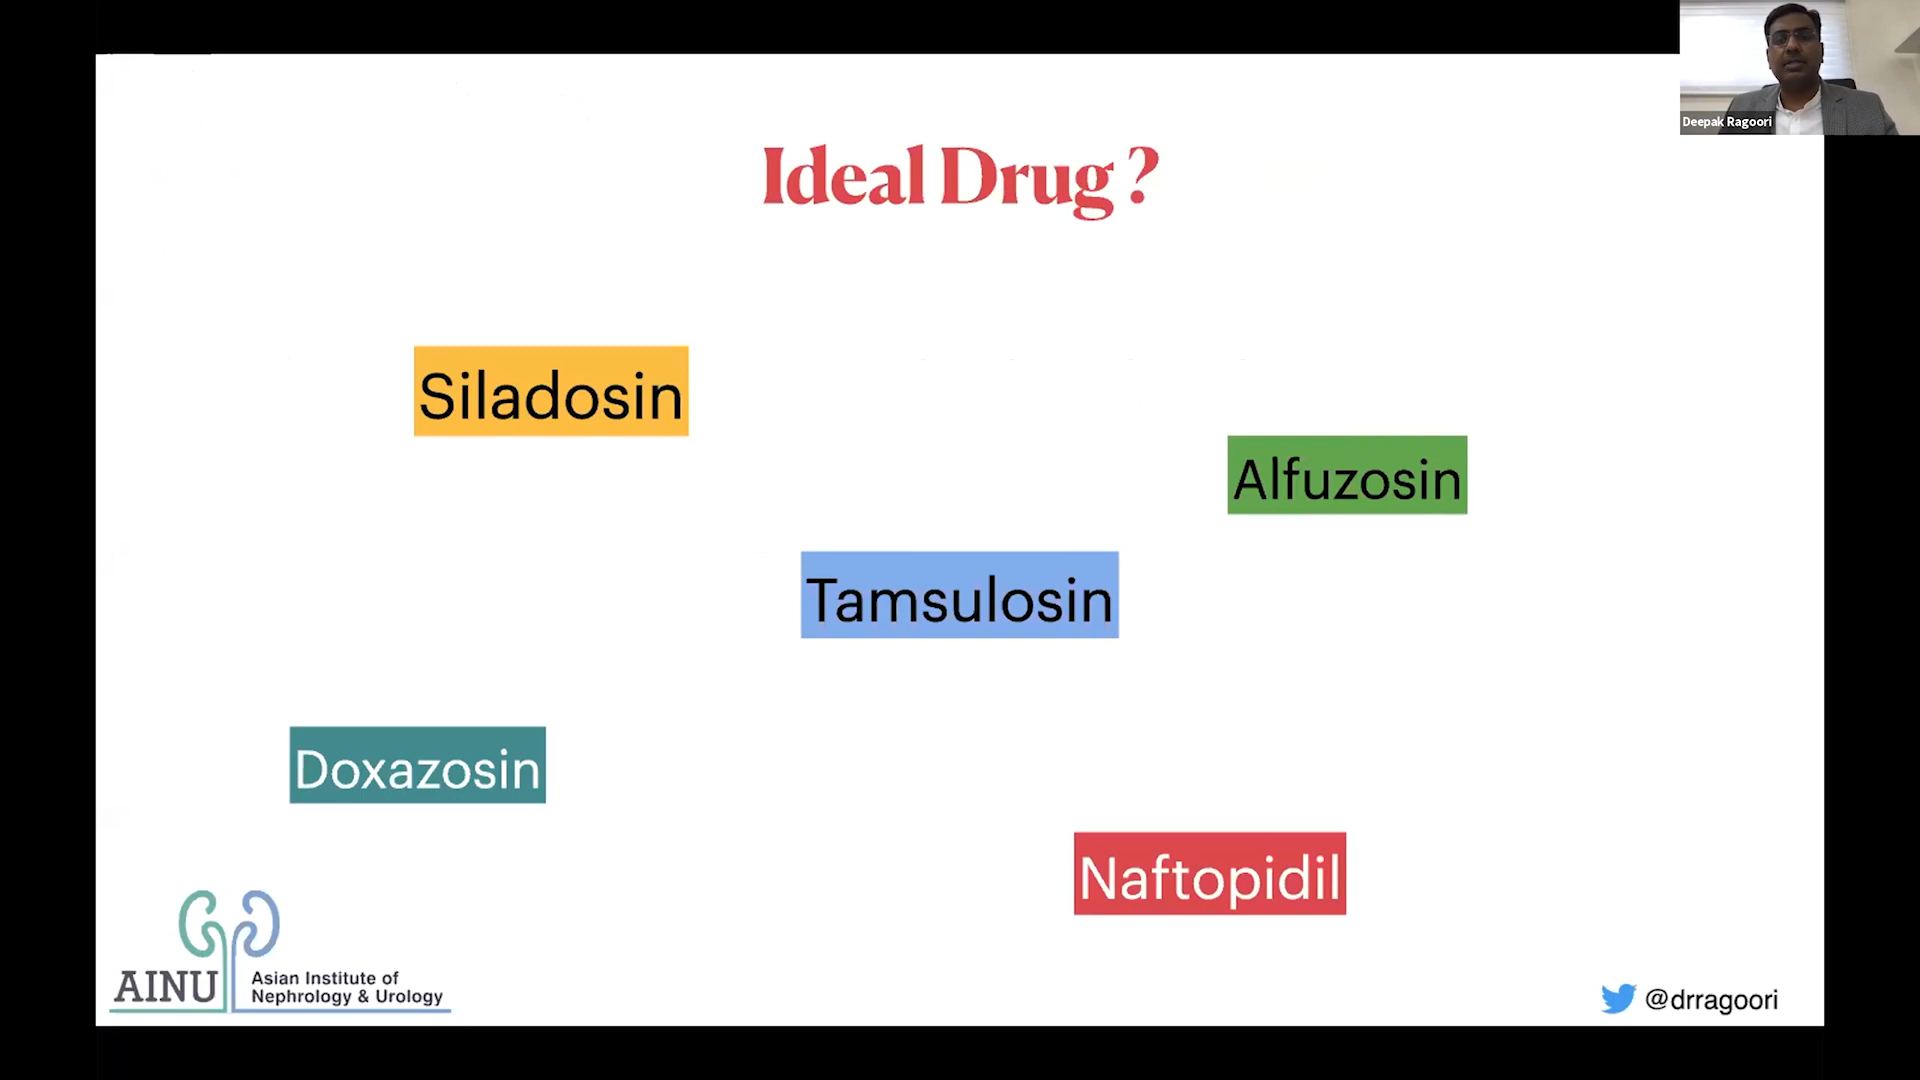 Deepak Ragoori
Ideal Drug ?
Siladosin
Alfuzosin
Tamsulosin
Doxazosin
Naftopidil
AINU
Asian Institute of
Nephrology & Urology
@drragoori